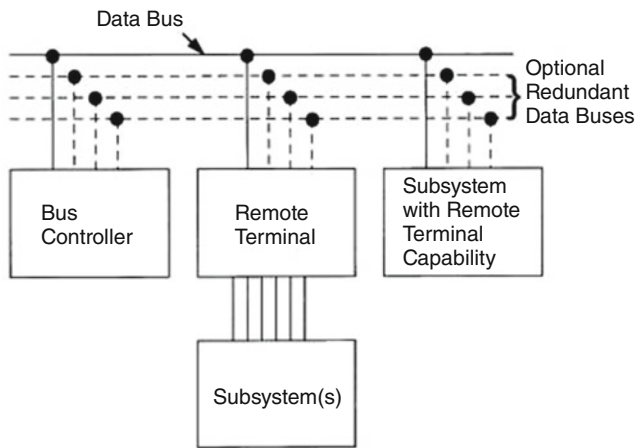 Data Bus
Optional
Redundant
Data Buses
Bus
Controller
Remote
Terminal
Subsystem
with Remote
Terminal
Capability
Subsystem(s)